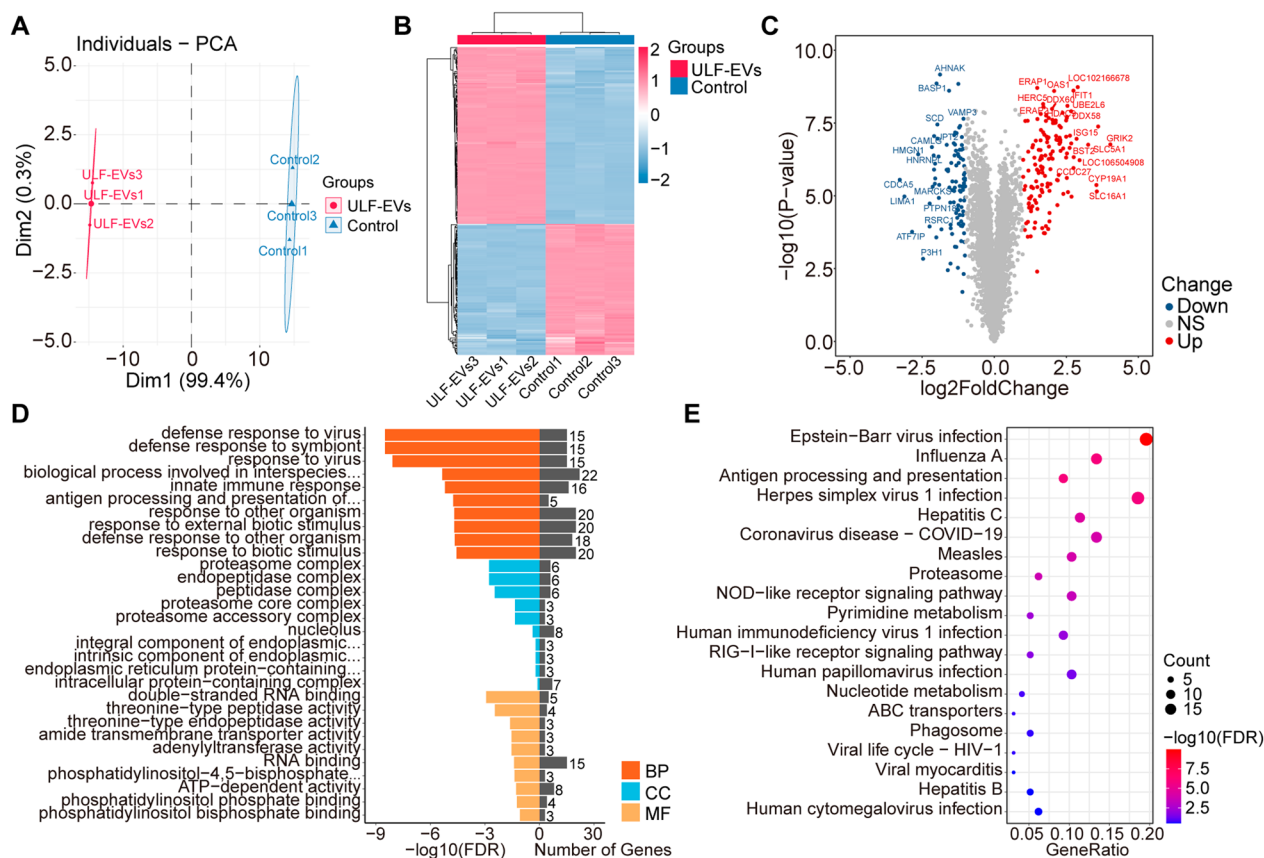 A
Individuals − PCA
5.0
2.5
0.0
−2.5
−5.0
Dim2 (0.3%)
−10
0
10
Dim1 (99.4%)
ULF-EVs3
ULF-EVs1
ULF-EVs2
Control2
Control3
Control1
Groups
ULF-EVs
Control
B
2
1
0
−1
−2
Groups
ULF-EVs
Control
ULF-EVs3
ULF-EVs1
ULF-EVs2
Control1
Control2
Control3
C
10.0
7.5
5.0
2.5
0.0
−log10(P-value)
−5.0
−2.5
0.0
2.5
5.0
log2FoldChange
AHNAK
BASP1
VAMP3
SCD
CAMLG
HMGN1
CDCA5
LIMA1
MARCKS
PTPN18
RSRC1
ATF7IP
P3H1
ERAP1
OAS1
LOC102166678
HERC5
DDX60
IFIT1
UBE2L6
DDX58
ISG15
GRIK2
BST2
SLC5A1
LOC106504908
CCDC27
CYP19A1
SLC16A1
Change
Down
NS
Up
D
defense response to virus 15
defense response to symbiont 15
response to virus 15
biological process involved in interspecies... 22
innate immune response 16
antigen processing and presentation of... 5
response to other organism 20
response to external biotic stimulus 20
defense response to other organism 18
response to biotic stimulus 20
proteasome complex 6
endopeptidase complex 6
peptidase complex 6
proteasome core complex 3
proteasome accessory complex 3
nucleolus 8
integral component of endoplasmic... 3
intrinsic component of endoplasmic... 3
endoplasmic reticulum protein−containing... 3
intracellular protein−containing complex 7
double−stranded RNA binding 5
threonine−type peptidase activity 4
threonine−type endopeptidase activity 3
amide transmembrane transporter activity 3
adenylyltransferase activity 3
RNA binding 15
phosphatidylinositol−4,5−bisphosphate... 3
ATP−dependent activity 8
phosphatidylinositol phosphate binding 4
phosphatidylinositol bisphosphate binding 3
−9 −6 −3 0 30
−log10(FDR) Number of Genes
BP
CC
MF
E
Epstein−Barr virus infection
Influenza A
Antigen processing and presentation
Herpes simplex virus 1 infection
Hepatitis C
Coronavirus disease − COVID−19
Measles
Proteasome
NOD−like receptor signaling pathway
Pyrimidine metabolism
Human immunodeficiency virus 1 infection
RIG−I−like receptor signaling pathway
Human papillomavirus infection
Nucleotide metabolism
ABC transporters
Phagosome
Viral life cycle − HIV−1
Viral myocarditis
Hepatitis B
Human cytomegalovirus infection
0.05 0.10 0.15 0.20
GeneRatio
Count
5
10
15
−log10(FDR)
7.5
5.0
2.5